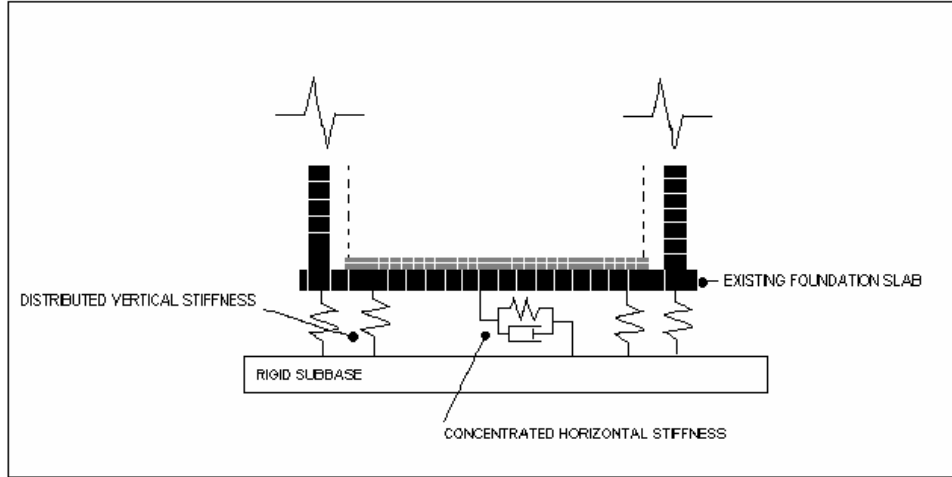 EXISTING FOUNDATION SLAB
DISTRIBUTED VERTICAL STIFFNESS
RIGID SUBBASE
CONCENTRATED HORIZONTAL STIFFNESS